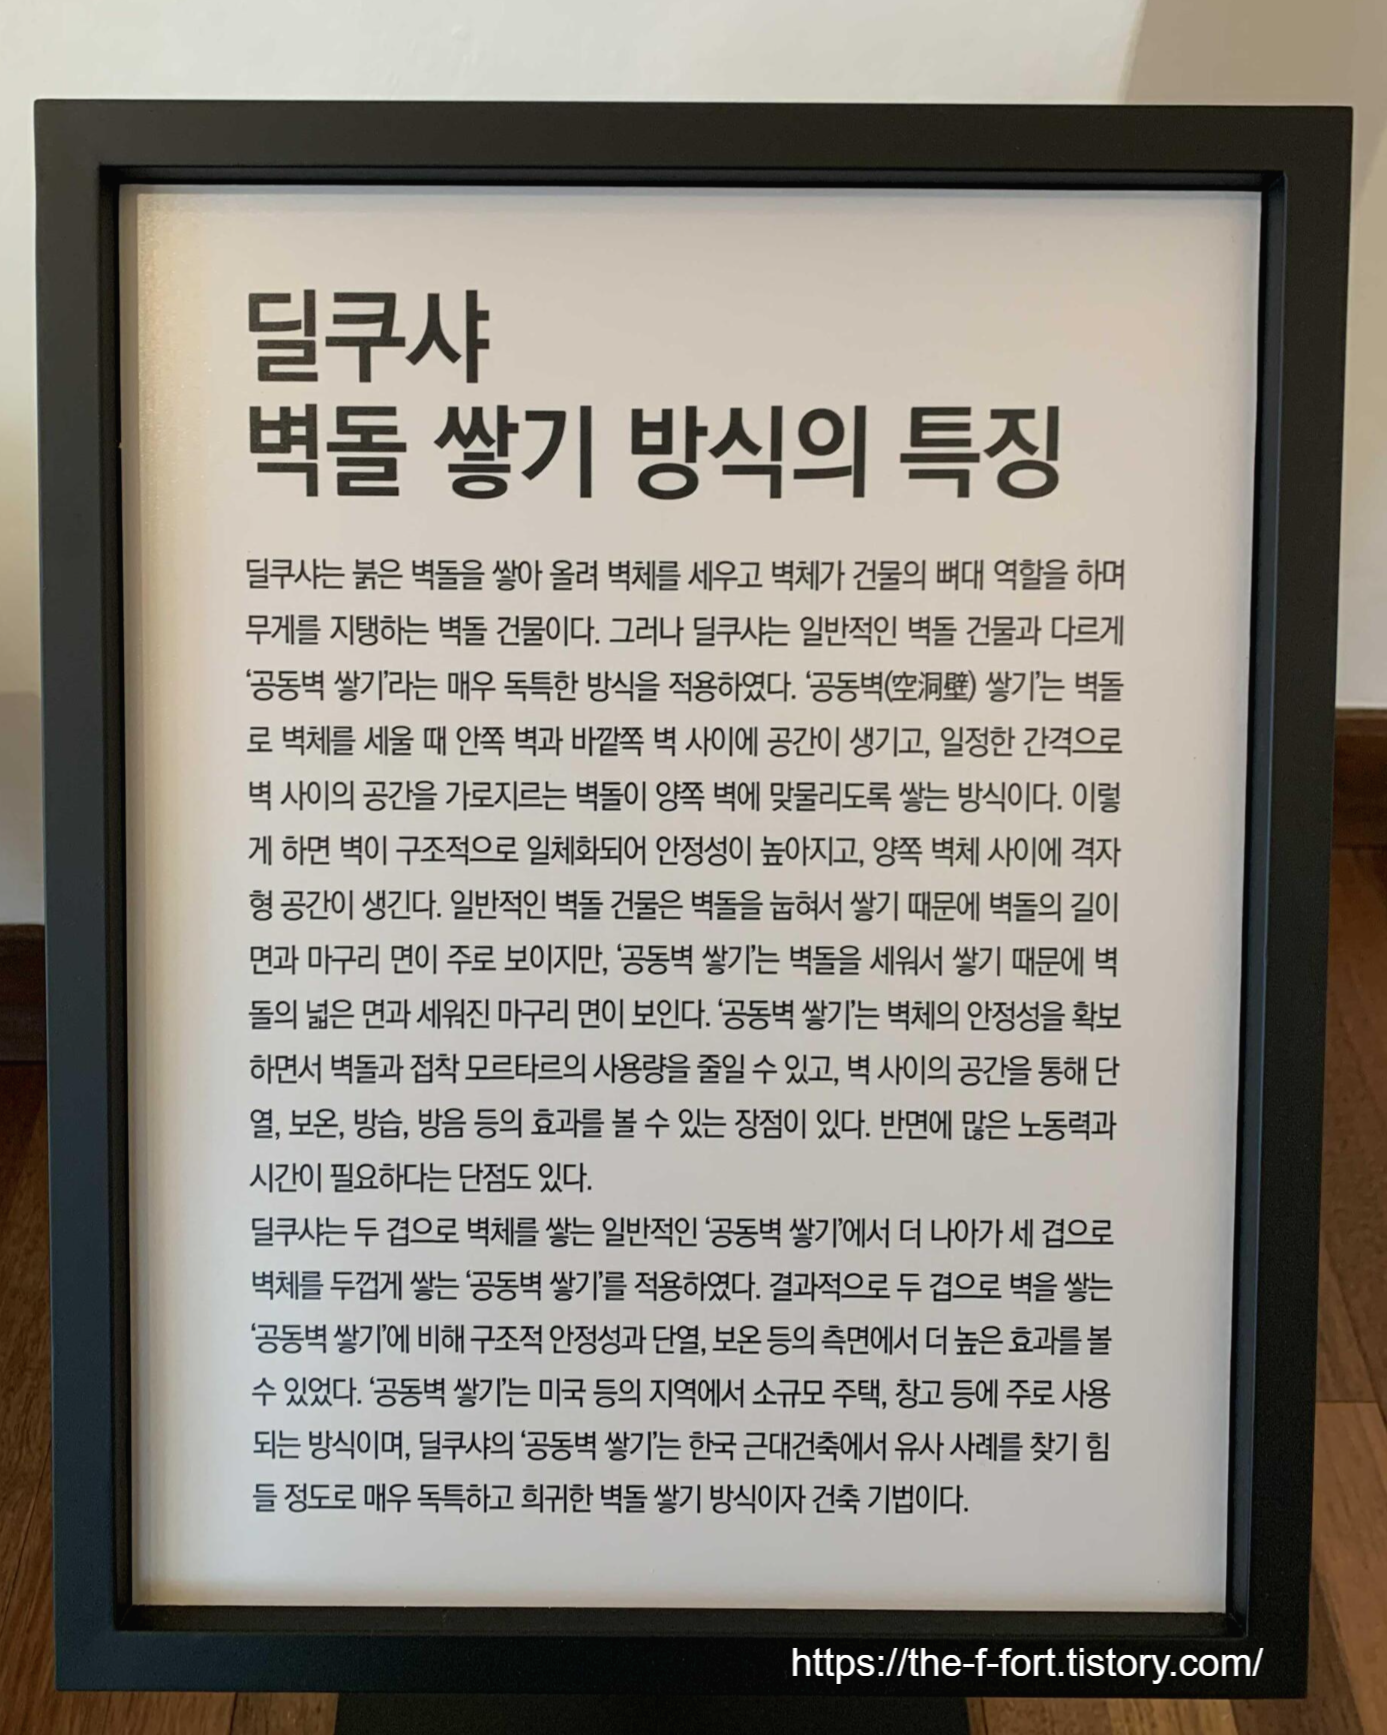 딜쿠샤
벽돌 쌓기 방식의 특징
딜쿠샤는 붉은 벽돌을 쌓아 올려 벽체를 세우고 벽체가 건물의 뼈대 역할을 하며
무게를 지탱하는 벽돌 건물이다. 그러나 딜쿠샤는 일반적인 벽돌 건물과 다르게
‘공동벽 쌓기’라는 매우 독특한 방식을 적용하였다. ‘공동벽(空洞壁) 쌓기’는 벽돌
로 벽체를 세울 때 안쪽 벽과 바깥쪽 벽 사이에 공간이 생기고, 일정한 간격으로
벽 사이의 공간을 가로지르는 벽돌이 양쪽 벽에 맞물리도록 쌓는 방식이다. 이렇
게 하면 벽이 구조적으로 일체화되어 안정성이 높아지고, 양쪽 벽체 사이에 격자
형 공간이 생긴다. 일반적인 벽돌 건물은 벽돌을 눕혀서 쌓기 때문에 벽돌의 길이
면과 마구리 면이 주로 보이지만, ‘공동벽 쌓기’는 벽돌을 세워서 쌓기 때문에 벽
돌의 넓은 면과 세워진 마구리 면이 보인다. ‘공동벽 쌓기’는 벽체의 안정성을 확보
하면서 벽돌과 접착 모르타르의 사용량을 줄일 수 있고, 벽 사이의 공간을 통해 단
열, 보온, 방습, 방음 등의 효과를 볼 수 있는 장점이 있다. 반면에 많은 노동력과
시간이 필요하다는 단점도 있다.
딜쿠샤는 두 겹으로 벽체를 쌓는 일반적인 ‘공동벽 쌓기’에서 더 나아가 세 겹으로
벽체를 두껍게 쌓는 ‘공동벽 쌓기’를 적용하였다. 결과적으로 두 겹으로 벽을 쌓는
‘공동벽 쌓기’에 비해 구조적 안정성과 단열, 보온 등의 측면에서 더 높은 효과를 볼
수 있었다. ‘공동벽 쌓기’는 미국 등의 지역에서 소규모 주택, 창고 등에 주로 사용
되는 방식이며, 딜쿠샤의 ‘공동벽 쌓기’는 한국 근대건축에서 유사 사례를 찾기 힘
들 정도로 매우 독특하고 희귀한 벽돌 쌓기 방식이자 건축 기법이다.
https://the-f-fort.tistory.com/